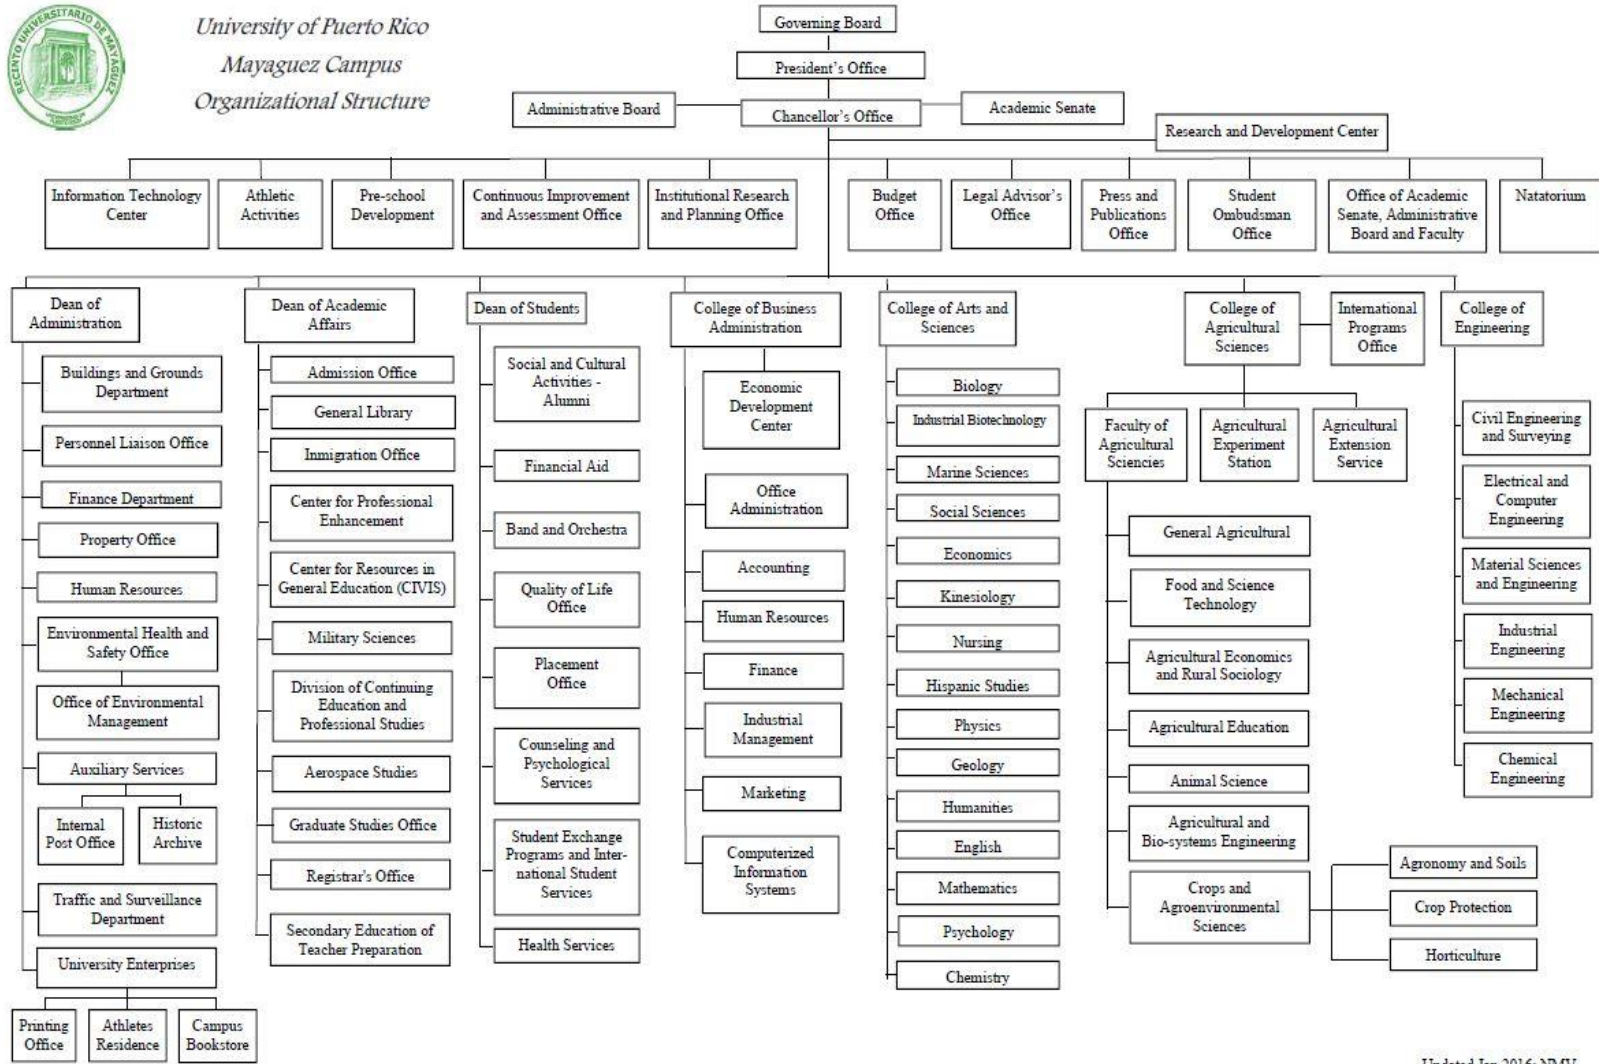 RECINTO UNIVERSITARIO DE MAYAGUEZ
University of Puerto Rico
Mayaguez Campus
Organizational Structure
Governing Board
President's Office
Administrative Board
Chancellor's Office
Academic Senate
Research and Development Center
Information Technology
Center
Athletic
Activities
Pre-school
Development
Continuous Improvement
and Assessment Office
Institutional Research
and Planning Office
Budget
Office
Legal Advisor's
Office
Press and
Publications
Office
Student
Ombudsman
Office
Office of Academic
Senate, Administrative
Board and Faculty
Natatorium
Dean of
Administration
Buildings and Grounds
Department
Personnel Liaison Office
Finance Department
Property Office
Human Resources
Environmental Health and
Safety Office
Office of Environmental
Management
Auxiliary Services
Internal
Post Office
Historic
Archive
Traffic and Surveillance
Department
University Enterprises
Printing
Office
Athletes
Residence
Campus
Bookstore
Dean of Academic
Affairs
Admission Office
General Library
Inmigration Office
Center for Professional
Enhancement
Center for Resources in
General Education (CIVIS)
Military Sciences
Division of Continuing
Education and
Professional Studies
Aerospace Studies
Graduate Studies Office
Registrar's Office
Secondary Education of
Teacher Preparation
Dean of Students
Social and Cultural
Activities -
Alumni
Financial Aid
Band and Orchestra
Quality of Life
Office
Placement
Office
Counseling and
Psychological
Services
Student Exchange
Programs and Inter-
national Student
Services
Health Services
College of Business
Administration
Economic
Development
Center
Office
Administration
Accounting
Human Resources
Finance
Industrial
Management
Marketing
Computerized
Information
Systems
College of Arts and
Sciences
Biology
Industrial Biotechnology
Marine Sciences
Social Sciences
Economics
Kinesiology
Nursing
Hispanic Studies
Physics
Geology
Humanities
English
Mathematics
Psychology
Chemistry
College of
Agricultural
Sciences
International
Programs
Office
Faculty of
Agricultural
Sciencies
Agricultural
Experiment
Station
Agricultural
Extension
Service
General Agricultural
Food and Science
Technology
Agricultural Economics
and Rural Sociology
Agricultural Education
Animal Science
Agricultural and
Bio-systems Engineering
Crops and
Agroenvironmental
Sciences
Agronomy and Soils
Crop Protection
Horticulture
College of
Engineering
Civil Engineering
and Surveying
Electrical and
Computer
Engineering
Material Sciences
and Engineering
Industrial
Engineering
Mechanical
Engineering
Chemical
Engineering